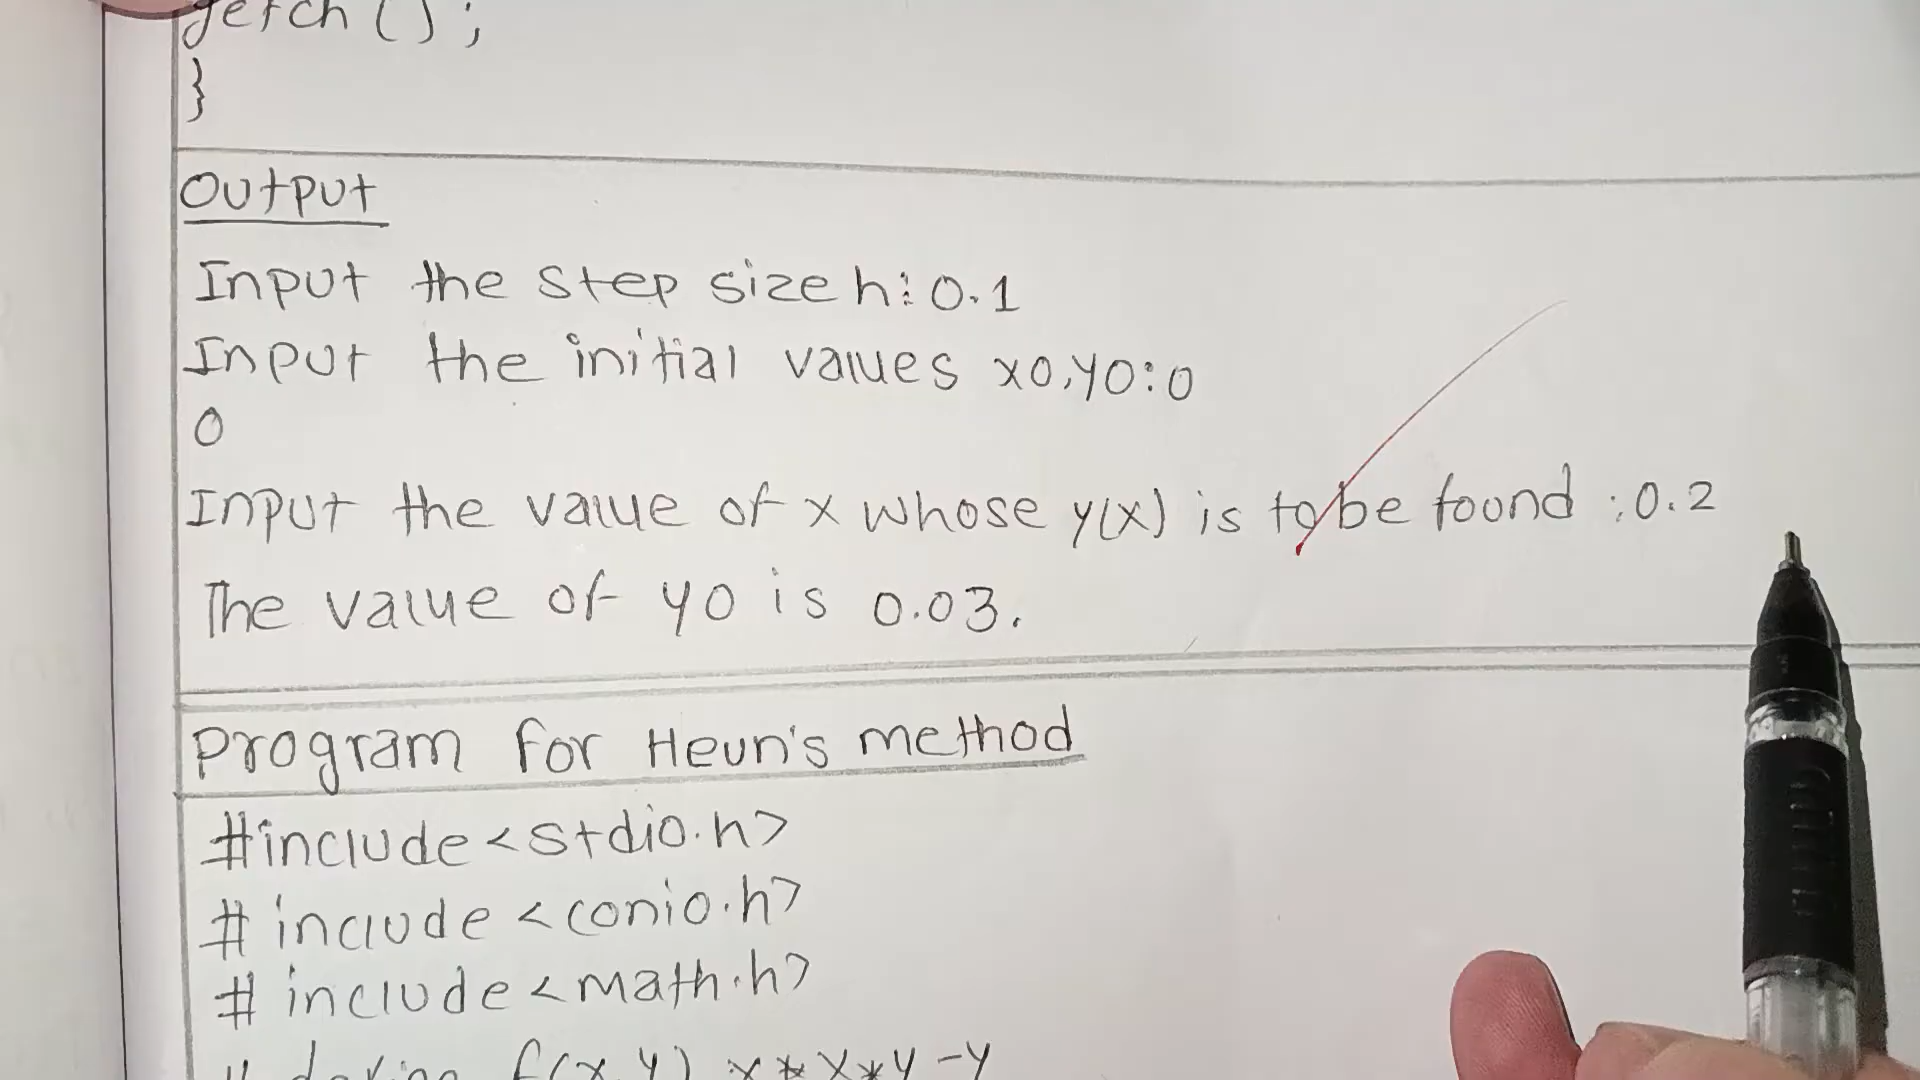 getch();
}
Output
Input the step size h:0.1
Input the initial values x0,y0:0
0
Input the value of x whose y(x) is to be found :0.2
The value of y0 is 0.03.
Program for Heun's method
#include<stdio.h>
# include <conio.h>
# include <math.h>
# define f(x,y) x*x*y-y